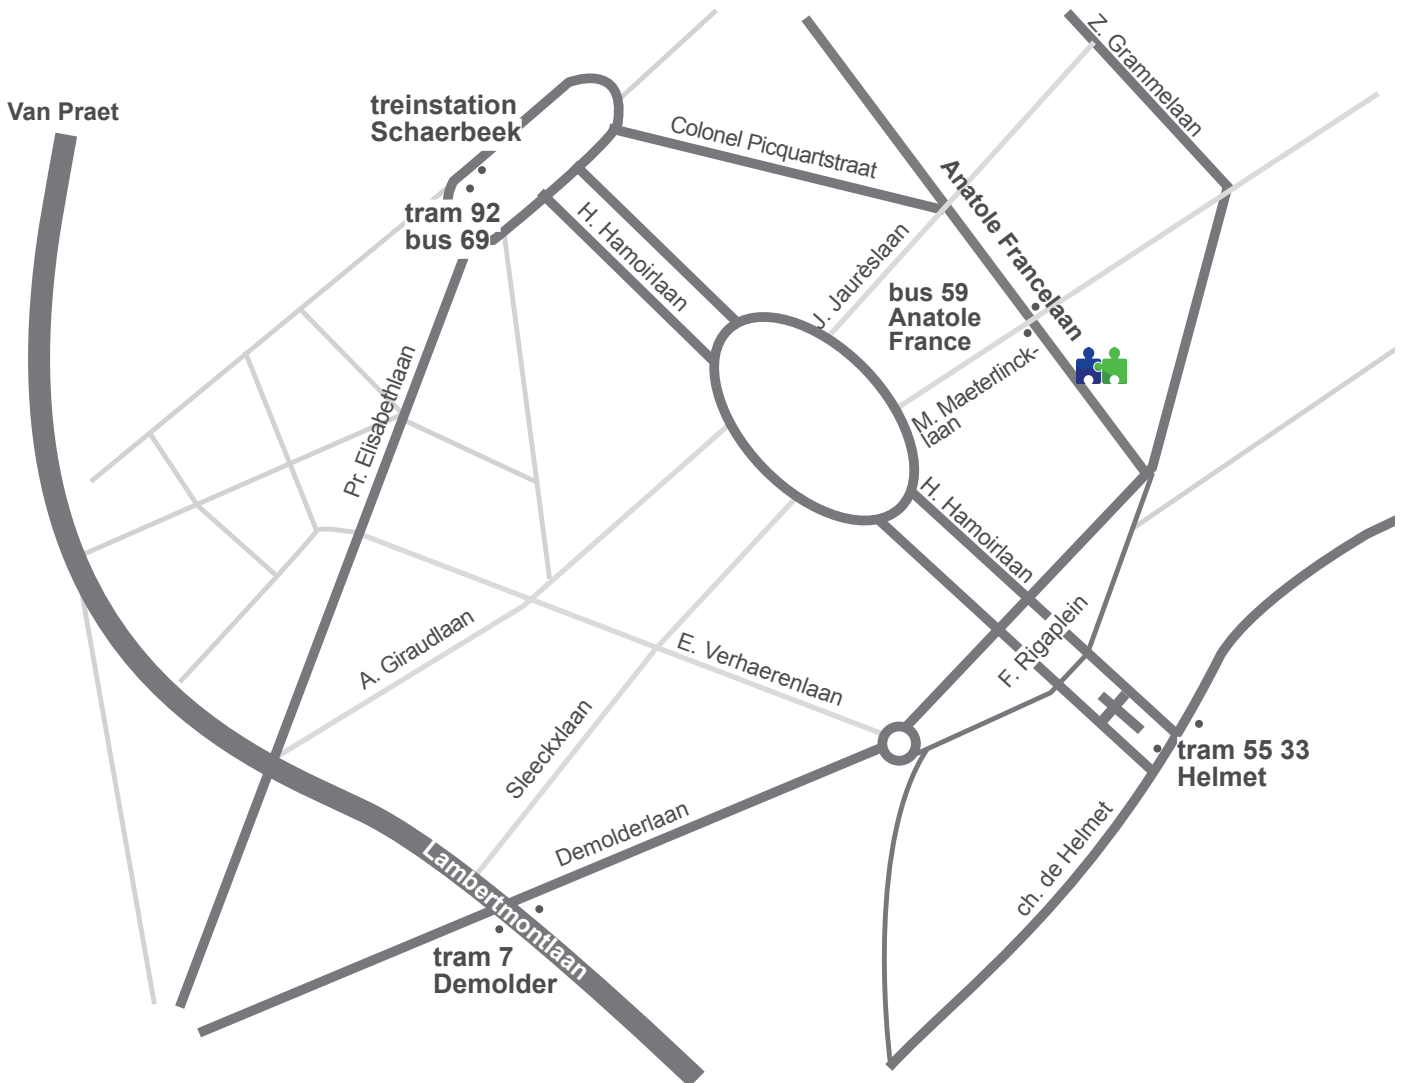 Van Praet
treinstation
Schaerbeek
tram 92
bus 69
Colonel Picquartstraat
Z. Grammelaan
Anatole Francelaan
H. Hamoirlaan
J. Jaurèslaan
bus 59
Anatole
France
M. Maeterlinck-
laan
Pr. Elisabethlaan
H. Hamoirlaan
F. Rigaplein
A. Giraudlaan
E. Verhaerenlaan
Sleeckxlaan
Demolderlaan
tram 55 33
Helmet
ch. de Helmet
Lambertmontlaan
tram 7
Demolder